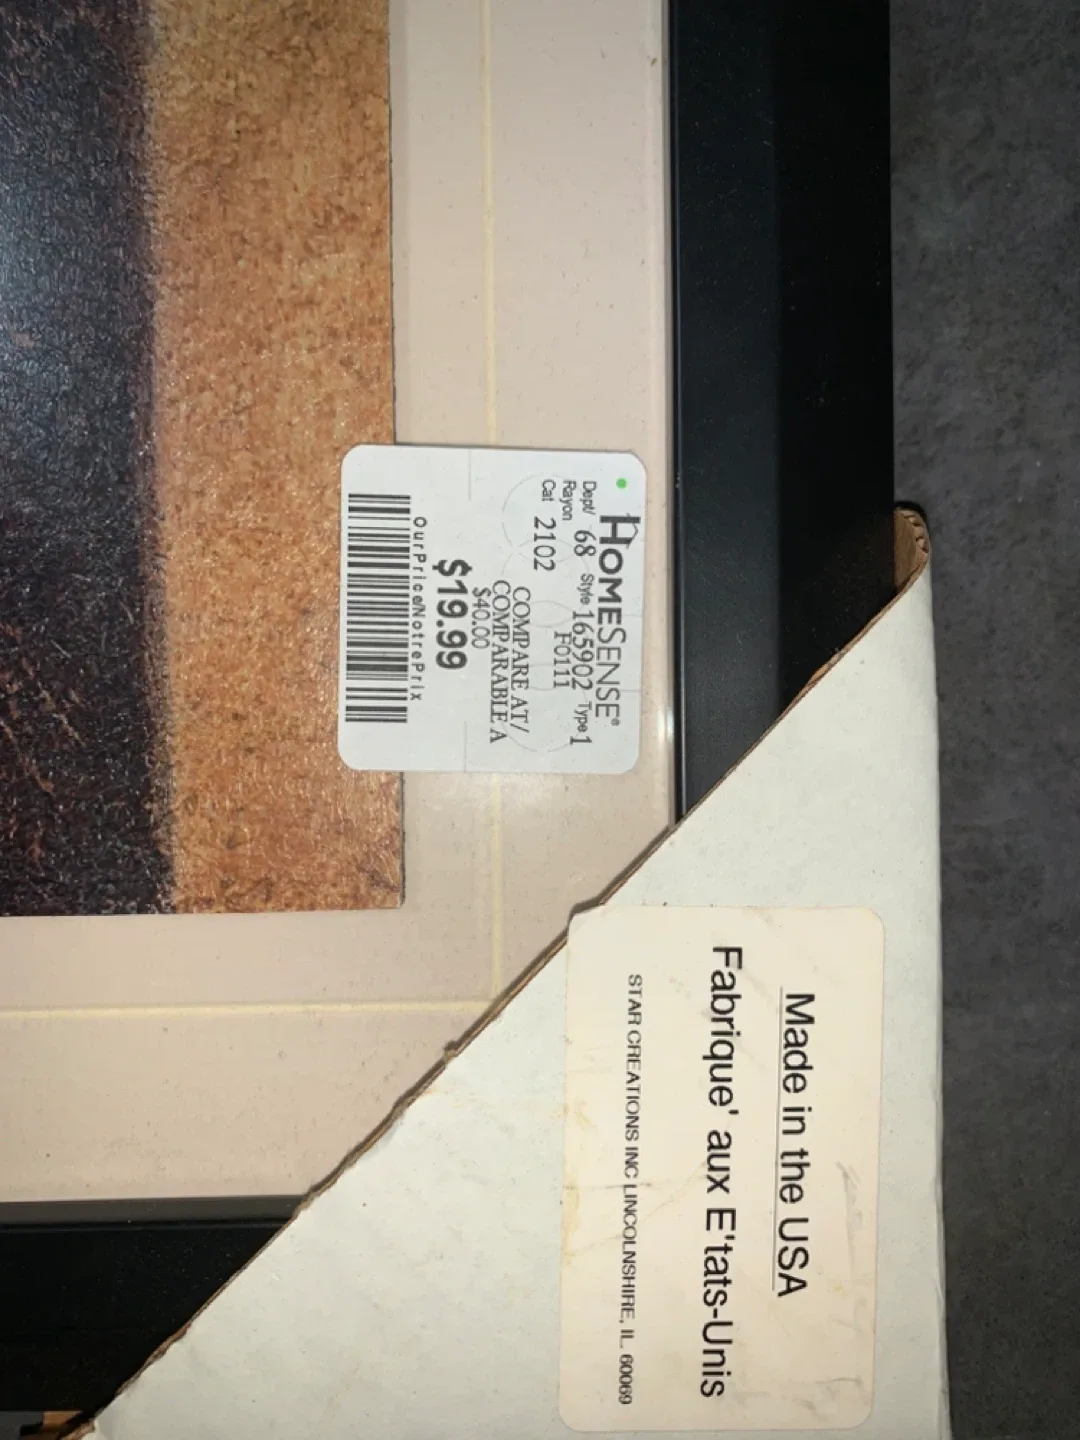 HOMESENSE®
Dept/ Rayon 68 Style 165902 Type 1
Cat 2102 F0111
COMPARE AT/
COMPARABLE A
$40.00
$19.99
OurPrice/NotrePrix
Made in the USA
Fabrique' aux E'tats-Unis
STAR CREATIONS INC LINCOLNSHIRE, IL. 60069